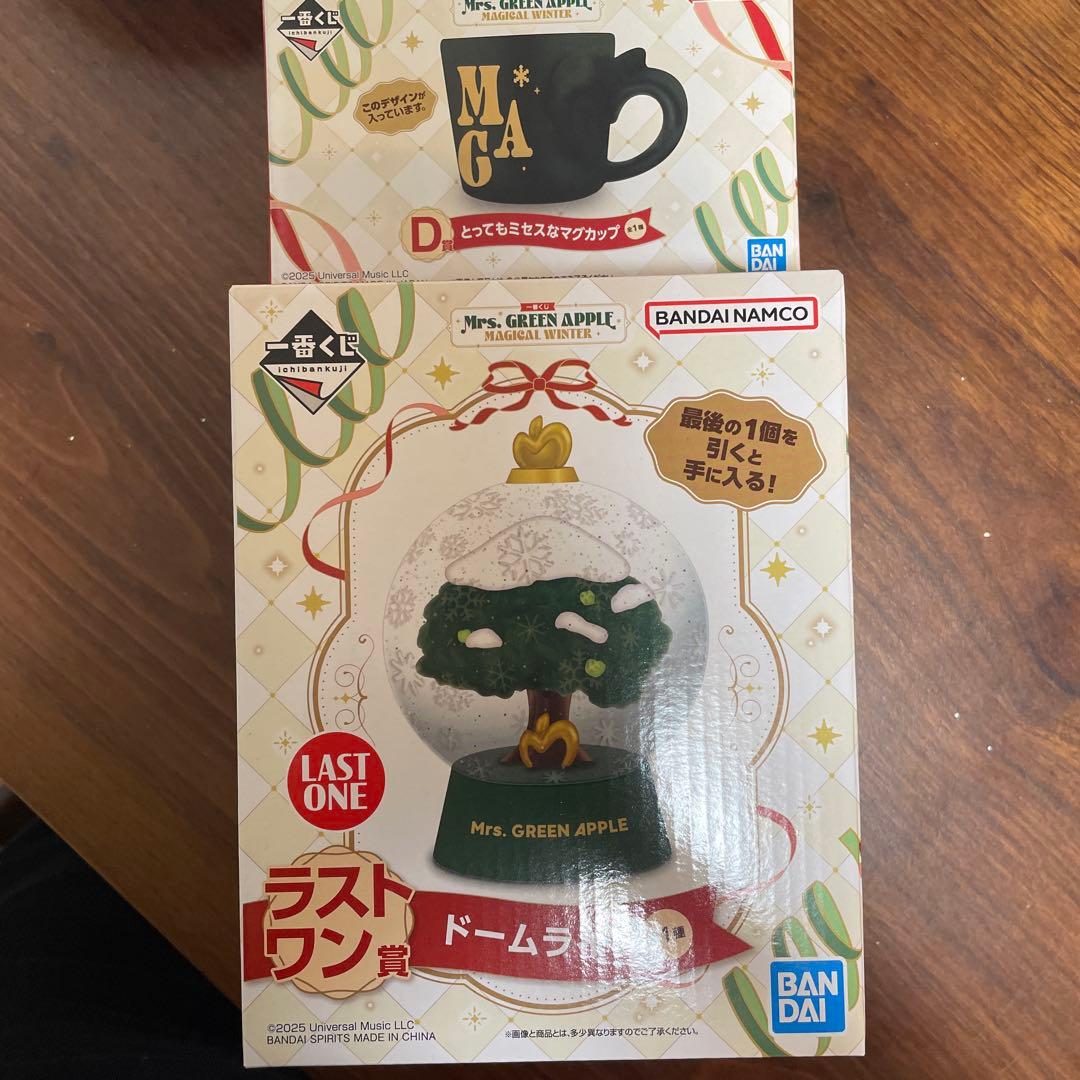 一番くじ
ichibankuji
Mrs. GREEN APPLE
MAGICAL WINTER
このデザインが
入っています。
M
A
G
D賞 とってもミセスなマグカップ 全1種
©2025 Universal Music LLC
BAN
DAI
一番くじ
ichibankuji
一番くじ
Mrs. GREEN APPLE
MAGICAL WINTER
BANDAI NAMCO
最後の1個を
引くと
手に入る!
Mrs. GREEN APPLE
LAST
ONE
ラスト
ワン賞
ドームラ
1種
BAN
DAI
©2025 Universal Music LLC
BANDAI SPIRITS MADE IN CHINA
※画像と商品とは、多少異なりますのでご了承ください。